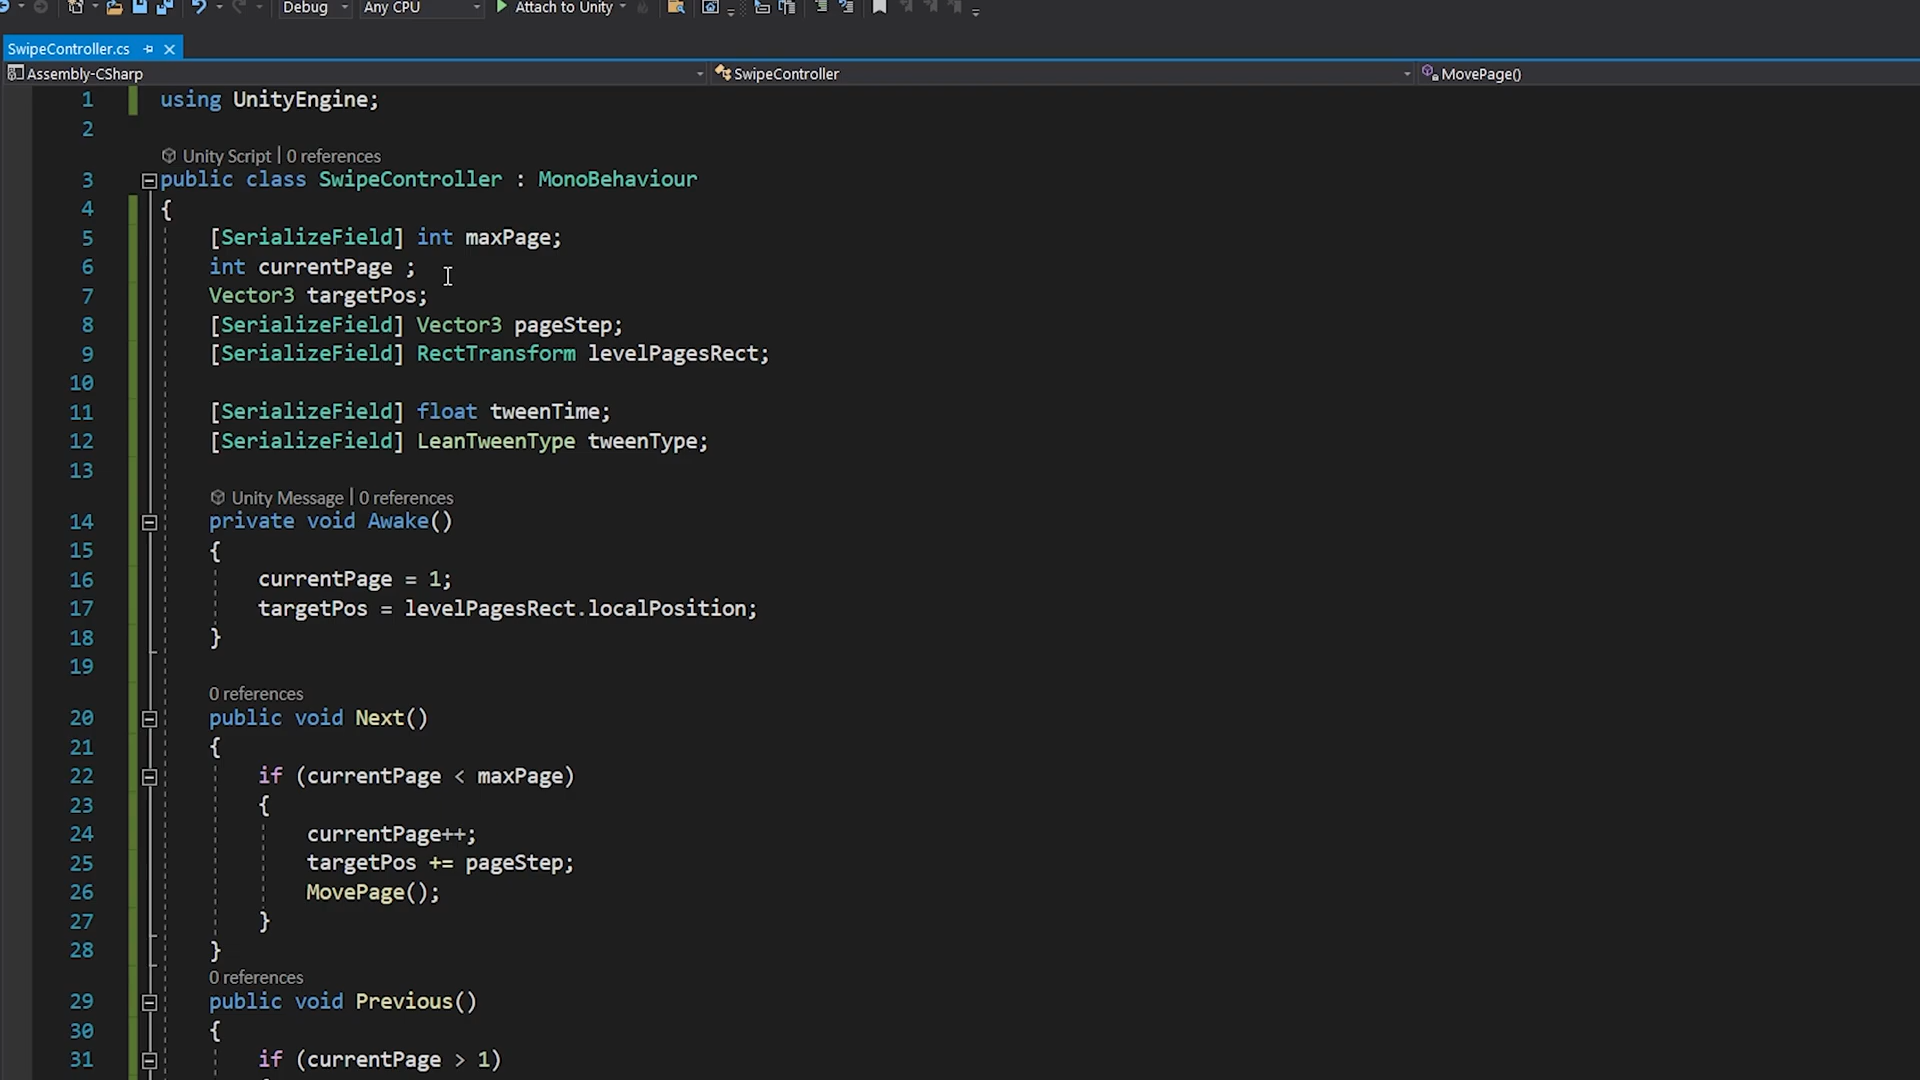 Debug Any CPU Attach to Unity
SwipeController.cs
Assembly-CSharp SwipeController MovePage()
1 using UnityEngine;
2
Unity Script | 0 references
3 public class SwipeController : MonoBehaviour
4 {
5 [SerializeField] int maxPage;
6 int currentPage ;
7 Vector3 targetPos;
8 [SerializeField] Vector3 pageStep;
9 [SerializeField] RectTransform levelPagesRect;
10
11 [SerializeField] float tweenTime;
12 [SerializeField] LeanTweenType tweenType;
13
Unity Message | 0 references
14 private void Awake()
15 {
16 currentPage = 1;
17 targetPos = levelPagesRect.localPosition;
18 }
19
0 references
20 public void Next()
21 {
22 if (currentPage < maxPage)
23 {
24 currentPage++;
25 targetPos += pageStep;
26 MovePage();
27 }
28 }
0 references
29 public void Previous()
30 {
31 if (currentPage > 1)